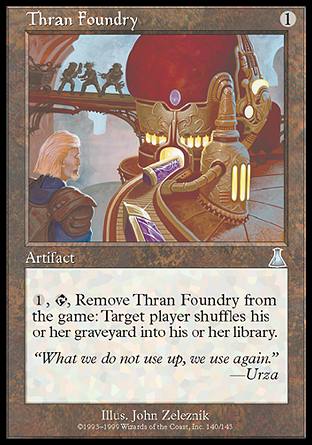 Thran Foundry 1
Artifact
1, , Remove Thran Foundry from
the game: Target player shuffles his
or her graveyard into his or her library.
“What we do not use up, we use again.”
—Urza
Illus. John Zeleznik
©1993–1999 Wizards of the Coast, Inc. 140/143